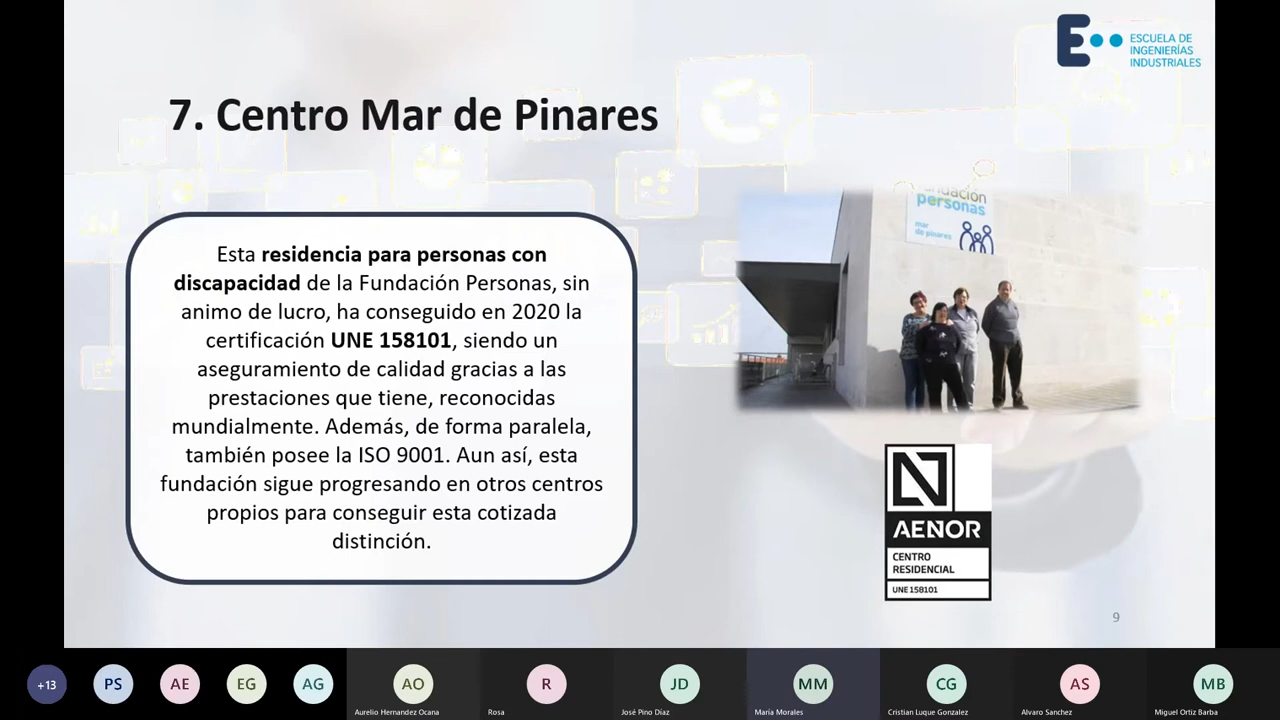 ESCUELA DE
INGENIERÍAS
INDUSTRIALES
7. Centro Mar de Pinares
Esta residencia para personas con
discapacidad de la Fundación Personas, sin
animo de lucro, ha conseguido en 2020 la
certificación UNE 158101, siendo un
aseguramiento de calidad gracias a las
prestaciones que tiene, reconocidas
mundialmente. Además, de forma paralela,
también posee la ISO 9001. Aun así, esta
fundación sigue progresando en otros centros
propios para conseguir esta cotizada
distinción.
fundación
personas
mar
de pinares
AENOR
CENTRO
RESIDENCIAL
UNE 158101
9
+13
PS
AE
EG
AG
AO
R
JD
MM
CG
AS
MB
Aurelio Hernandez Ocana
Rosa
José Pino Díaz
María Morales
Cristian Luque Gonzalez
Alvaro Sanchez
Miguel Ortiz Barba